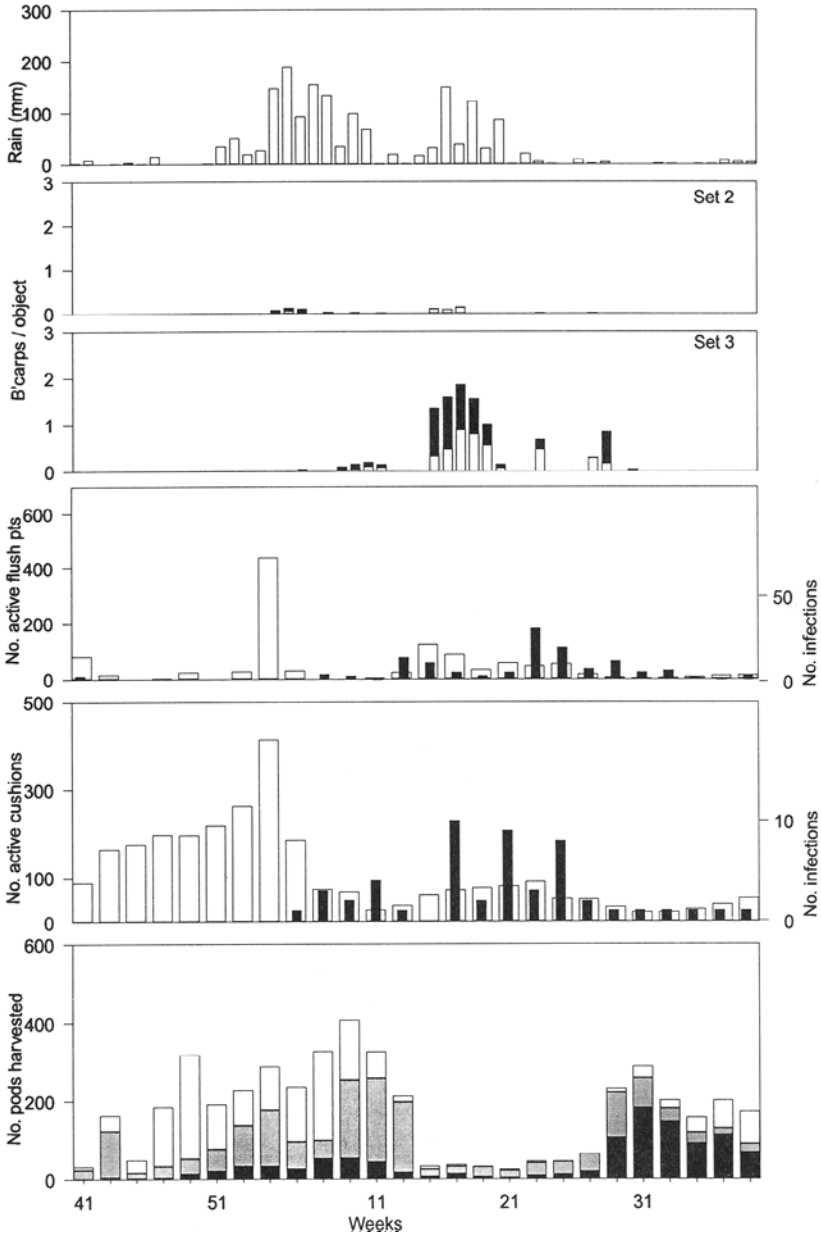 300
200
100
0
Rain (mm)
3
2
1
0
Set 2
B'carps / object
3
2
1
0
Set 3
600
400
200
0
No. active flush pts
50
0
No. infections
500
300
100
0
No. active cushions
10
0
No. infections
600
400
200
0
No. pods harvested
41 51 11 21 31
Weeks